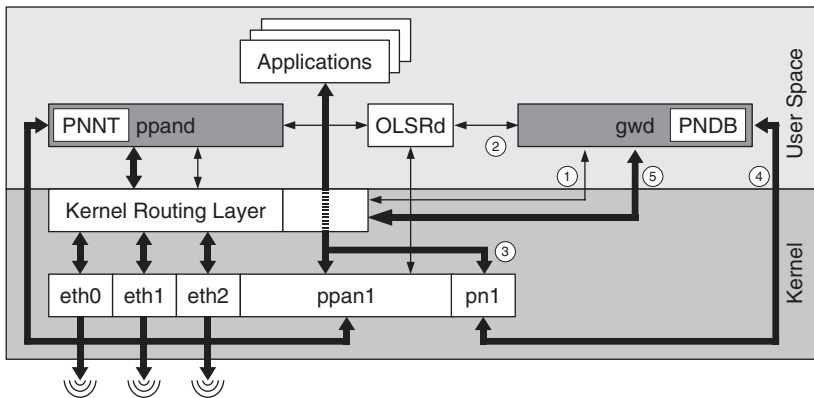 Applications
PNNT ppand
OLSRd
gwd PNDB
User Space
2
1
5
4
Kernel Routing Layer
3
Kernel
eth0 eth1 eth2 ppan1 pn1